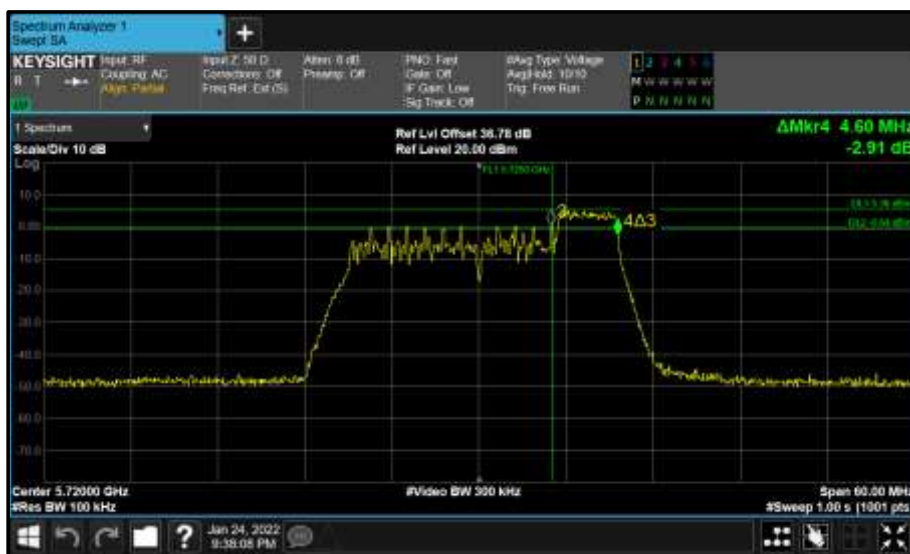 Spectrum Analyzer 1
Swept SA
+
KEYSIGHT
R T
Input: RF
Coupling: AC
Align: Partial
Input Z: 50 Ω
Corrections: Off
Freq Ref: Ext (S)
Atten: 0 dB
Preamp: Off
PNO: Fast
Gate: Off
IF Gain: Low
Sig Track: Off
#Avg Type: Voltage
Avg|Hold: 10/10
Trig: Free Run
1 2 3 4 5 6
M W W W W W
P N N N N N
1 Spectrum
Scale/Div 10 dB
Log
Ref Lvl Offset 36.78 dB
Ref Level 20.00 dBm
ΔMkr4 4.60 MHz
-2.91 dB
10.0
0.00
-10.0
-20.0
-30.0
-40.0
-50.0
-60.0
-70.0
4Δ3
Center 5.72000 GHz
#Res BW 100 kHz
#Video BW 300 kHz
Span 60.00 MHz
#Sweep 1.00 s (1001 pts)
?
Jan 24, 2022
9:38:08 PM